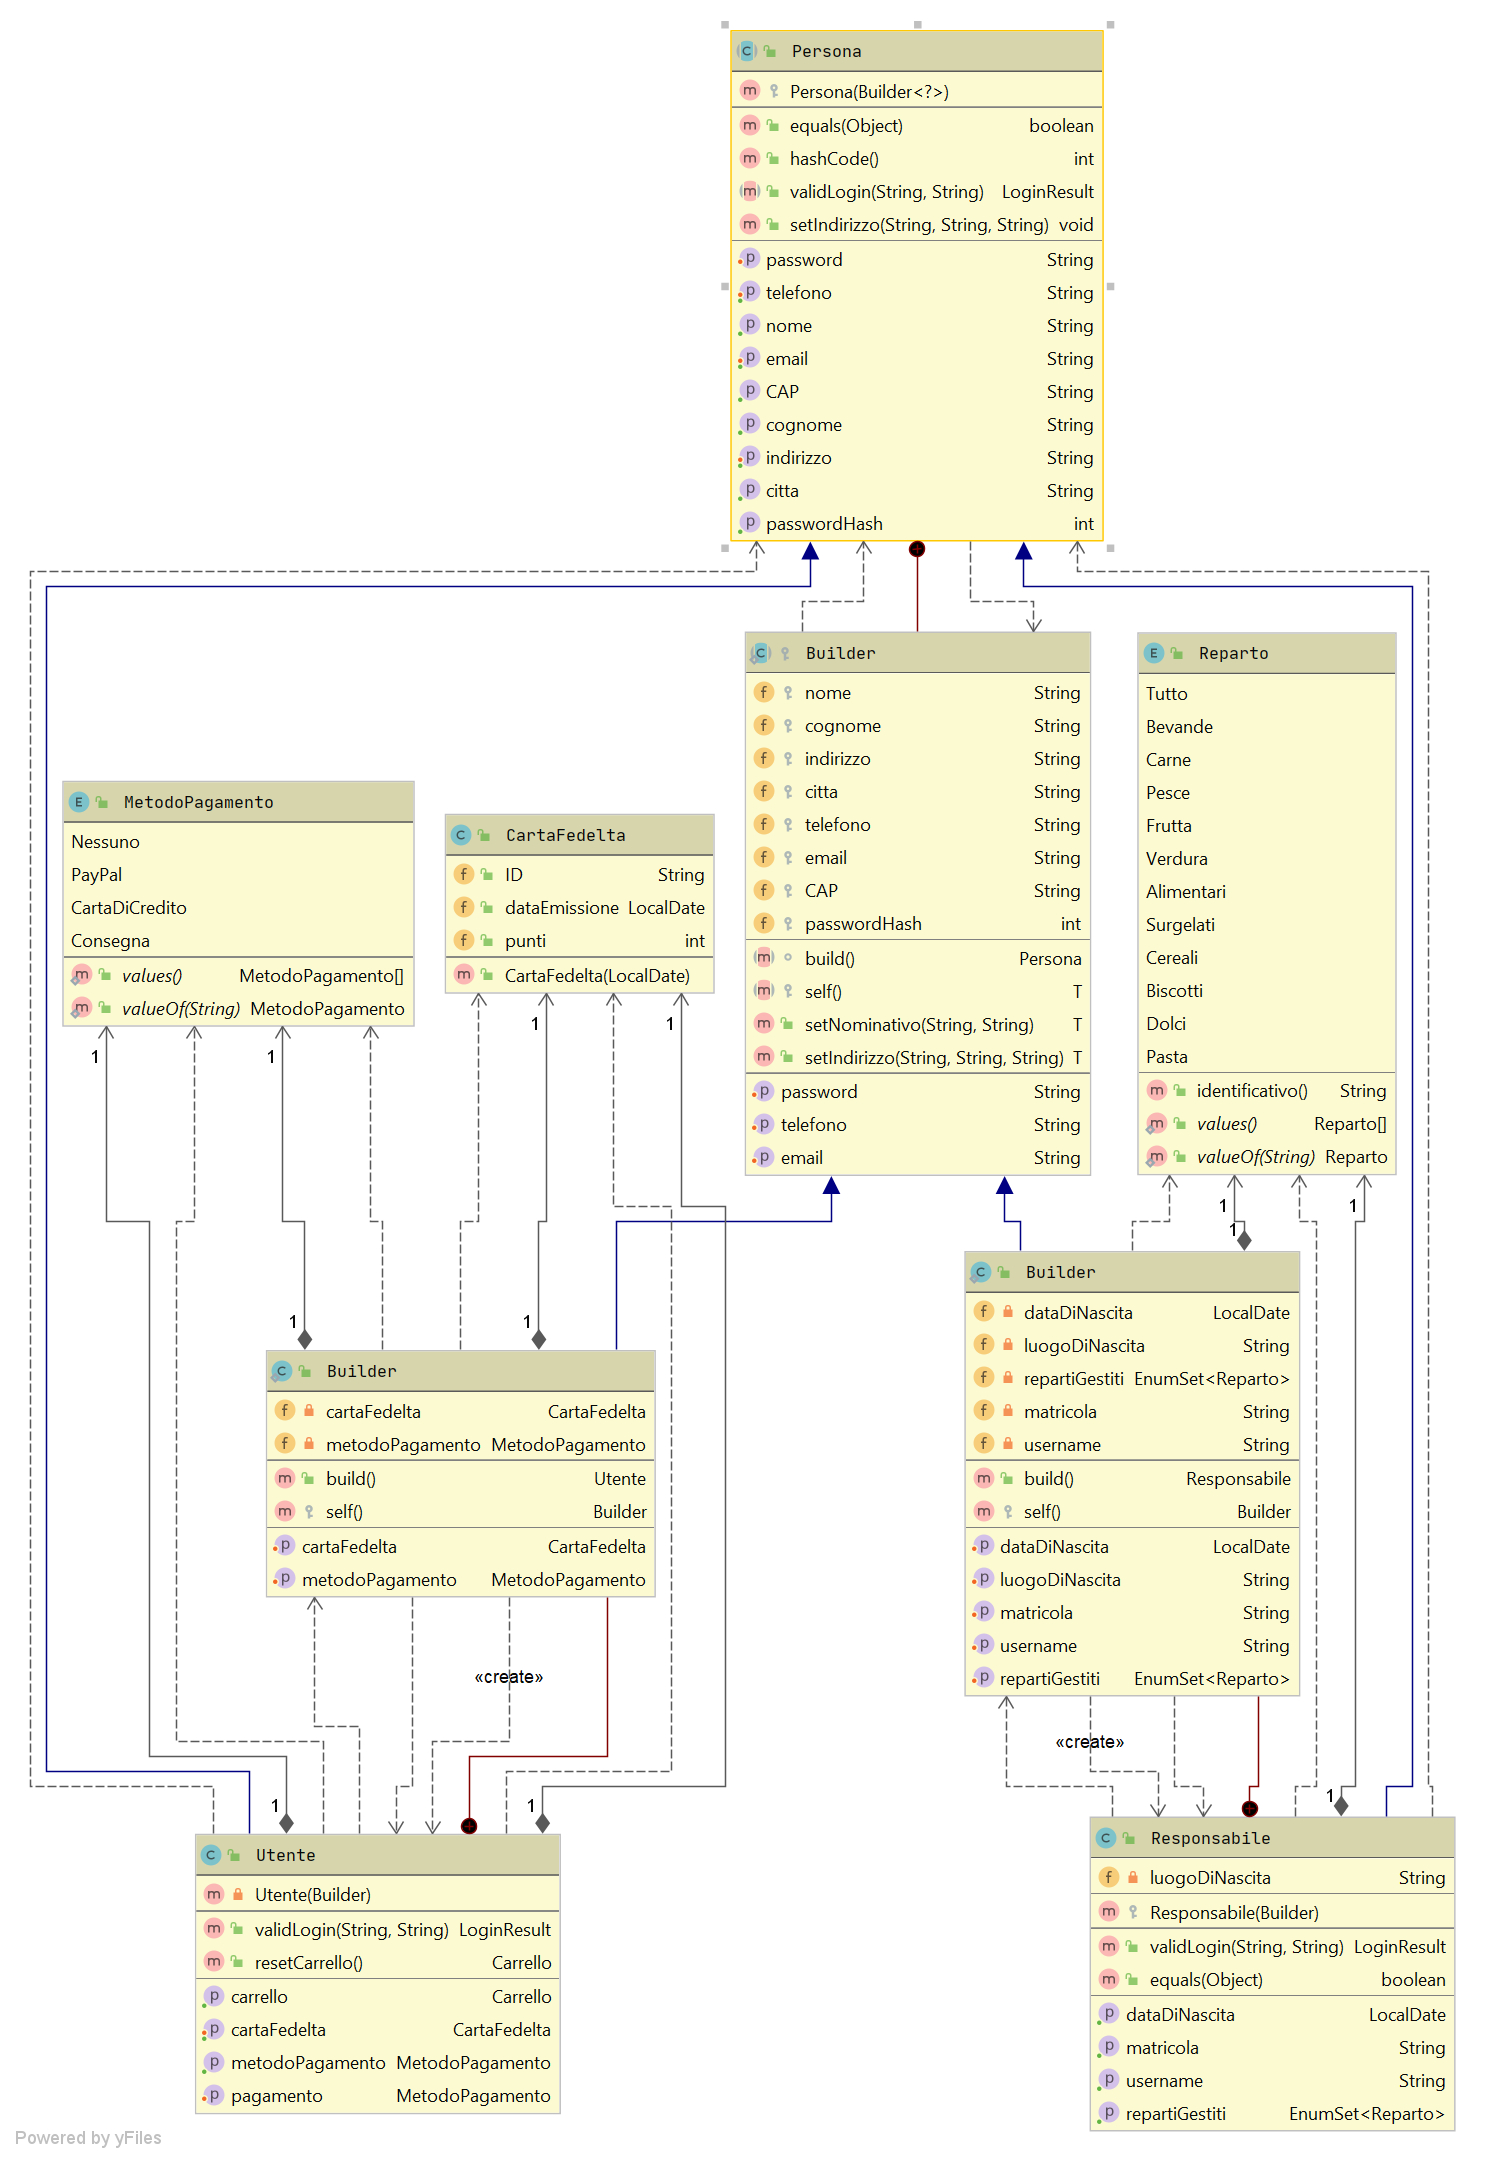 Persona
Persona(Builder<?>)
equals(Object) boolean
hashCode() int
validLogin(String, String) LoginResult
setIndirizzo(String, String, String) void
password String
telefono String
nome String
email String
CAP String
cognome String
indirizzo String
citta String
passwordHash int
Builder
nome String
cognome String
indirizzo String
citta String
telefono String
email String
CAP String
passwordHash int
build() Persona
self() T
setNominativo(String, String) T
setIndirizzo(String, String, String) T
password String
telefono String
email String
Reparto
Tutto
Bevande
Carne
Pesce
Frutta
Verdura
Alimentari
Surgelati
Cereali
Biscotti
Dolci
Pasta
identificativo() String
values() Reparto[]
valueOf(String) Reparto
MetodoPagamento
Nessuno
PayPal
CartaDiCredito
Consegna
values() MetodoPagamento[]
valueOf(String) MetodoPagamento
CartaFedelta
ID String
dataEmissione LocalDate
punti int
CartaFedelta(LocalDate)
1
1
1
1
1
1
1
1
1
Builder
cartaFedelta CartaFedelta
metodoPagamento MetodoPagamento
build() Utente
self() Builder
cartaFedelta CartaFedelta
metodoPagamento MetodoPagamento
Builder
dataDiNascita LocalDate
luogoDiNascita String
repartiGestiti EnumSet<Reparto>
matricola String
username String
build() Responsabile
self() Builder
dataDiNascita LocalDate
luogoDiNascita String
matricola String
username String
repartiGestiti EnumSet<Reparto>
«create»
«create»
1
1
1
Utente
Utente(Builder)
validLogin(String, String) LoginResult
resetCarrello() Carrello
carrello Carrello
cartaFedelta CartaFedelta
metodoPagamento MetodoPagamento
pagamento MetodoPagamento
Responsabile
luogoDiNascita String
Responsabile(Builder)
validLogin(String, String) LoginResult
equals(Object) boolean
dataDiNascita LocalDate
matricola String
username String
repartiGestiti EnumSet<Reparto>
Powered by yFiles